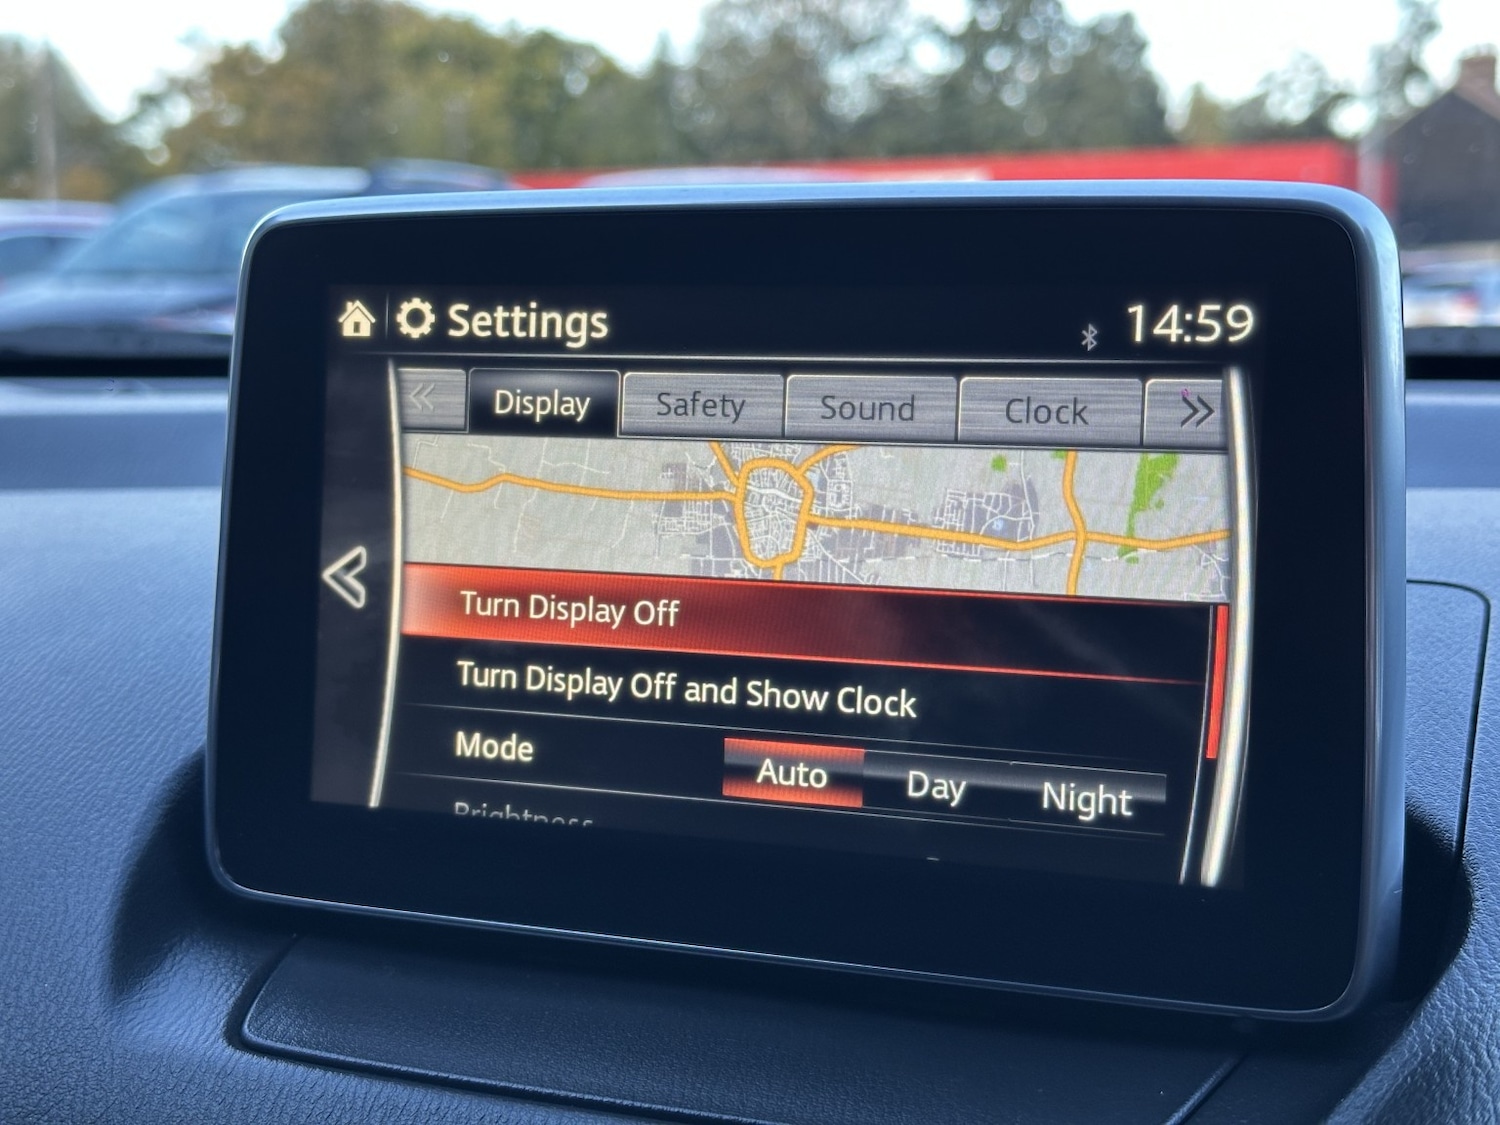 Settings
14:59
Display Safety Sound Clock
Turn Display Off
Turn Display Off and Show Clock
Mode Auto Day Night
Brightness